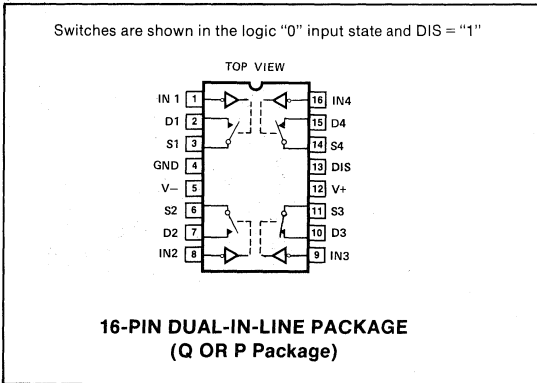 Switches are shown in the logic “0” input state and DIS = “1”
TOP VIEW
IN 1 1 16 IN4
D1 2 15 D4
S1 3 14 S4
GND 4 13 DIS
V− 5 12 V+
S2 6 11 S3
D2 7 10 D3
IN2 8 9 IN3
16-PIN DUAL-IN-LINE PACKAGE
(Q OR P Package)